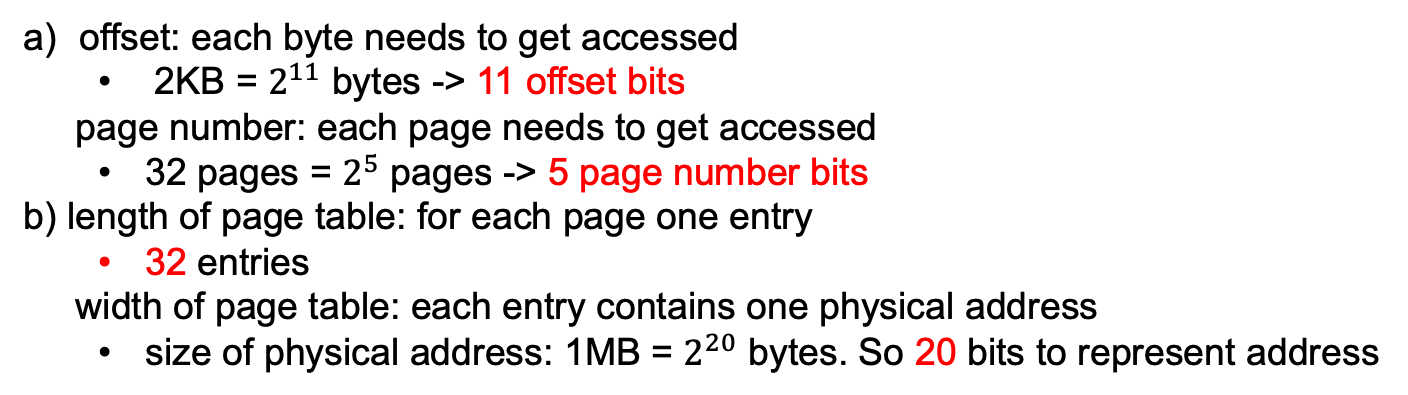 a) offset: each byte needs to get accessed
• 2KB = 2¹¹ bytes -> 11 offset bits
page number: each page needs to get accessed
• 32 pages = 2⁵ pages -> 5 page number bits
b) length of page table: for each page one entry
• 32 entries
width of page table: each entry contains one physical address
• size of physical address: 1MB = 2²⁰ bytes. So 20 bits to represent address